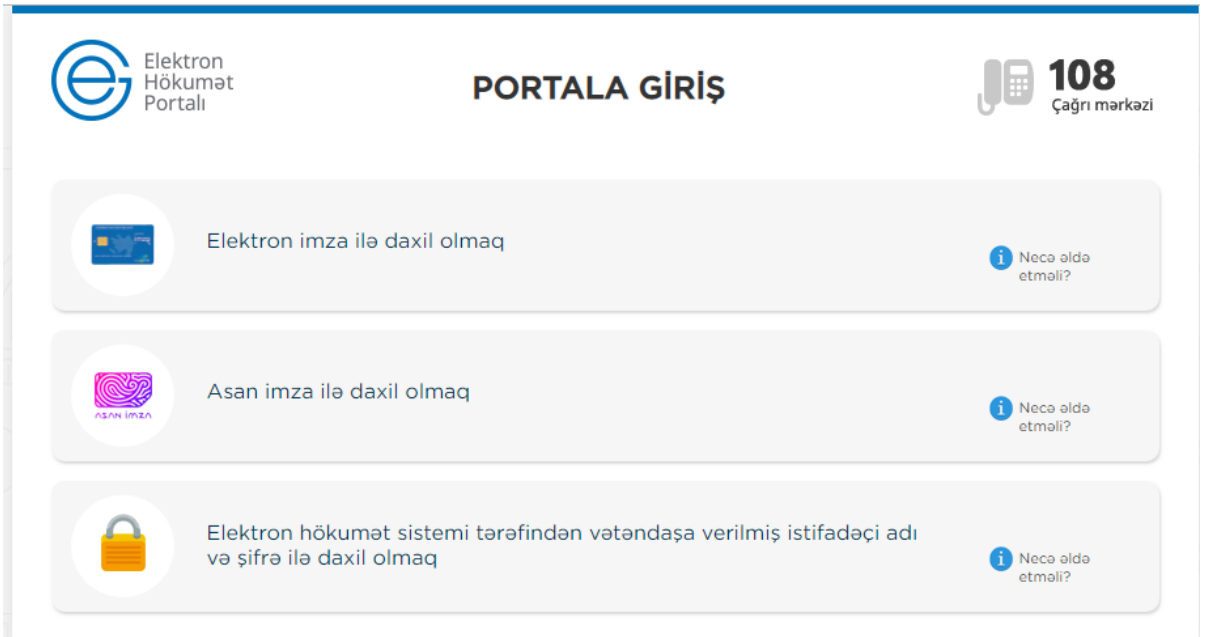 Elektron
Hökumət
Portalı
PORTALA GİRİŞ
108
Çağrı mərkəzi
Elektron imza ilə daxil olmaq
Necə əldə
etməli?
ASAN İMZA
Asan imza ilə daxil olmaq
Necə əldə
etməli?
Elektron hökumət sistemi tərəfindən vətəndaşa verilmiş istifadəçi adı
və şifrə ilə daxil olmaq
Necə əldə
etməli?